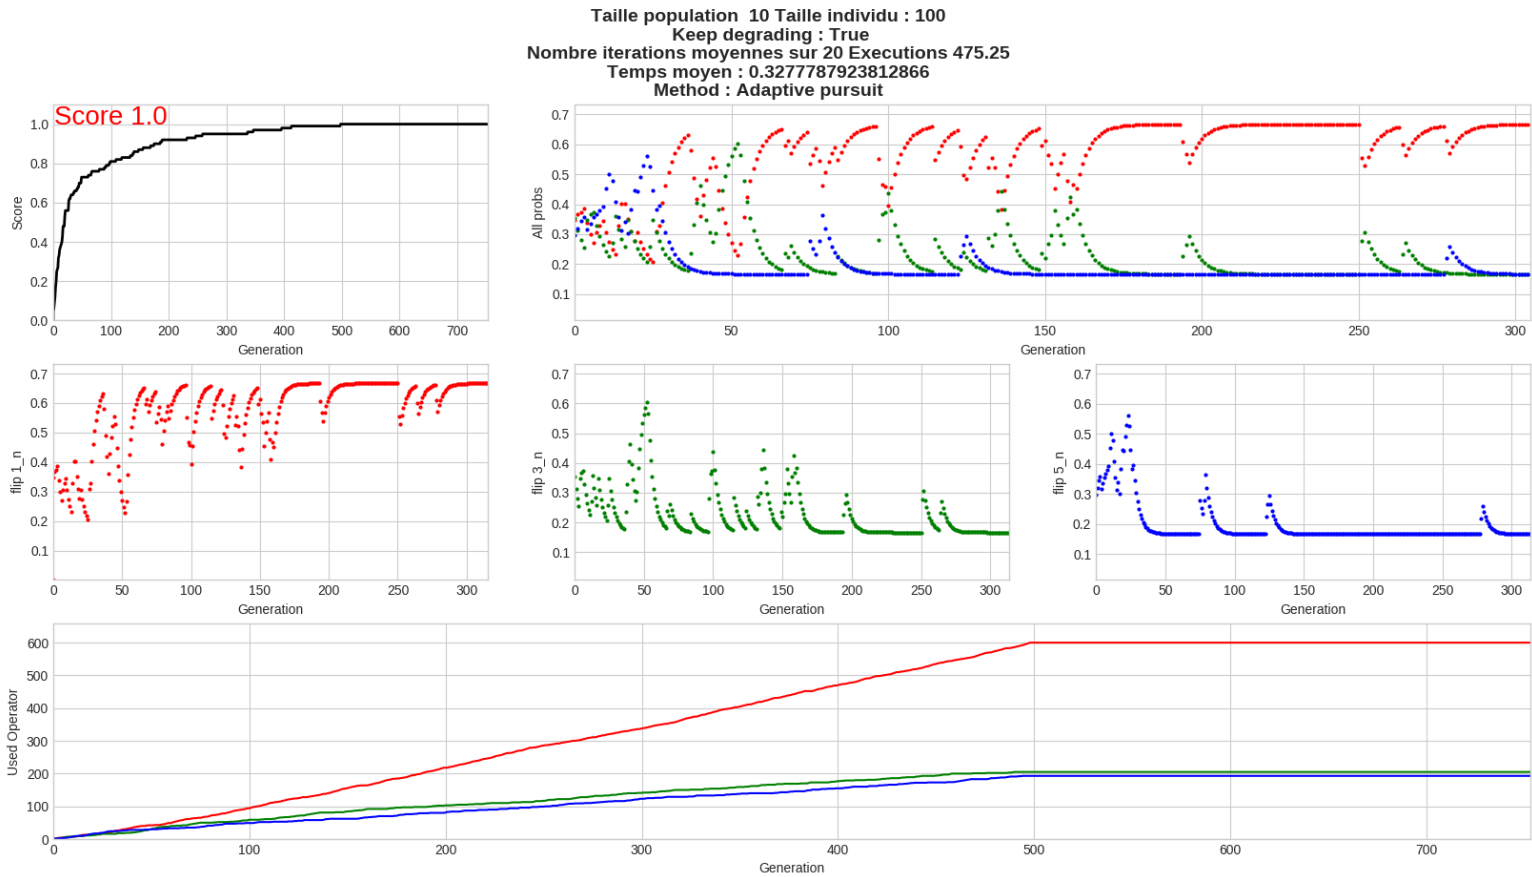 Taille population  10 Taille individu : 100
Keep degrading : True
Nombre iterations moyennes sur 20 Executions 475.25
Temps moyen : 0.3277787923812866
Method : Adaptive pursuit
Score 1.0
1.0
0.8
0.6
0.4
0.2
0.0
Score
0 100 200 300 400 500 600 700
Generation
0.7
0.6
0.5
0.4
0.3
0.2
0.1
All probs
0 50 100 150 200 250 300
Generation
0.7
0.6
0.5
0.4
0.3
0.2
0.1
flip 1_n
0 50 100 150 200 250 300
Generation
0.7
0.6
0.5
0.4
0.3
0.2
0.1
flip 3_n
0 50 100 150 200 250 300
Generation
0.7
0.6
0.5
0.4
0.3
0.2
0.1
flip 5_n
0 50 100 150 200 250 300
Generation
600
500
400
300
200
100
0
Used Operator
0 100 200 300 400 500 600 700
Generation